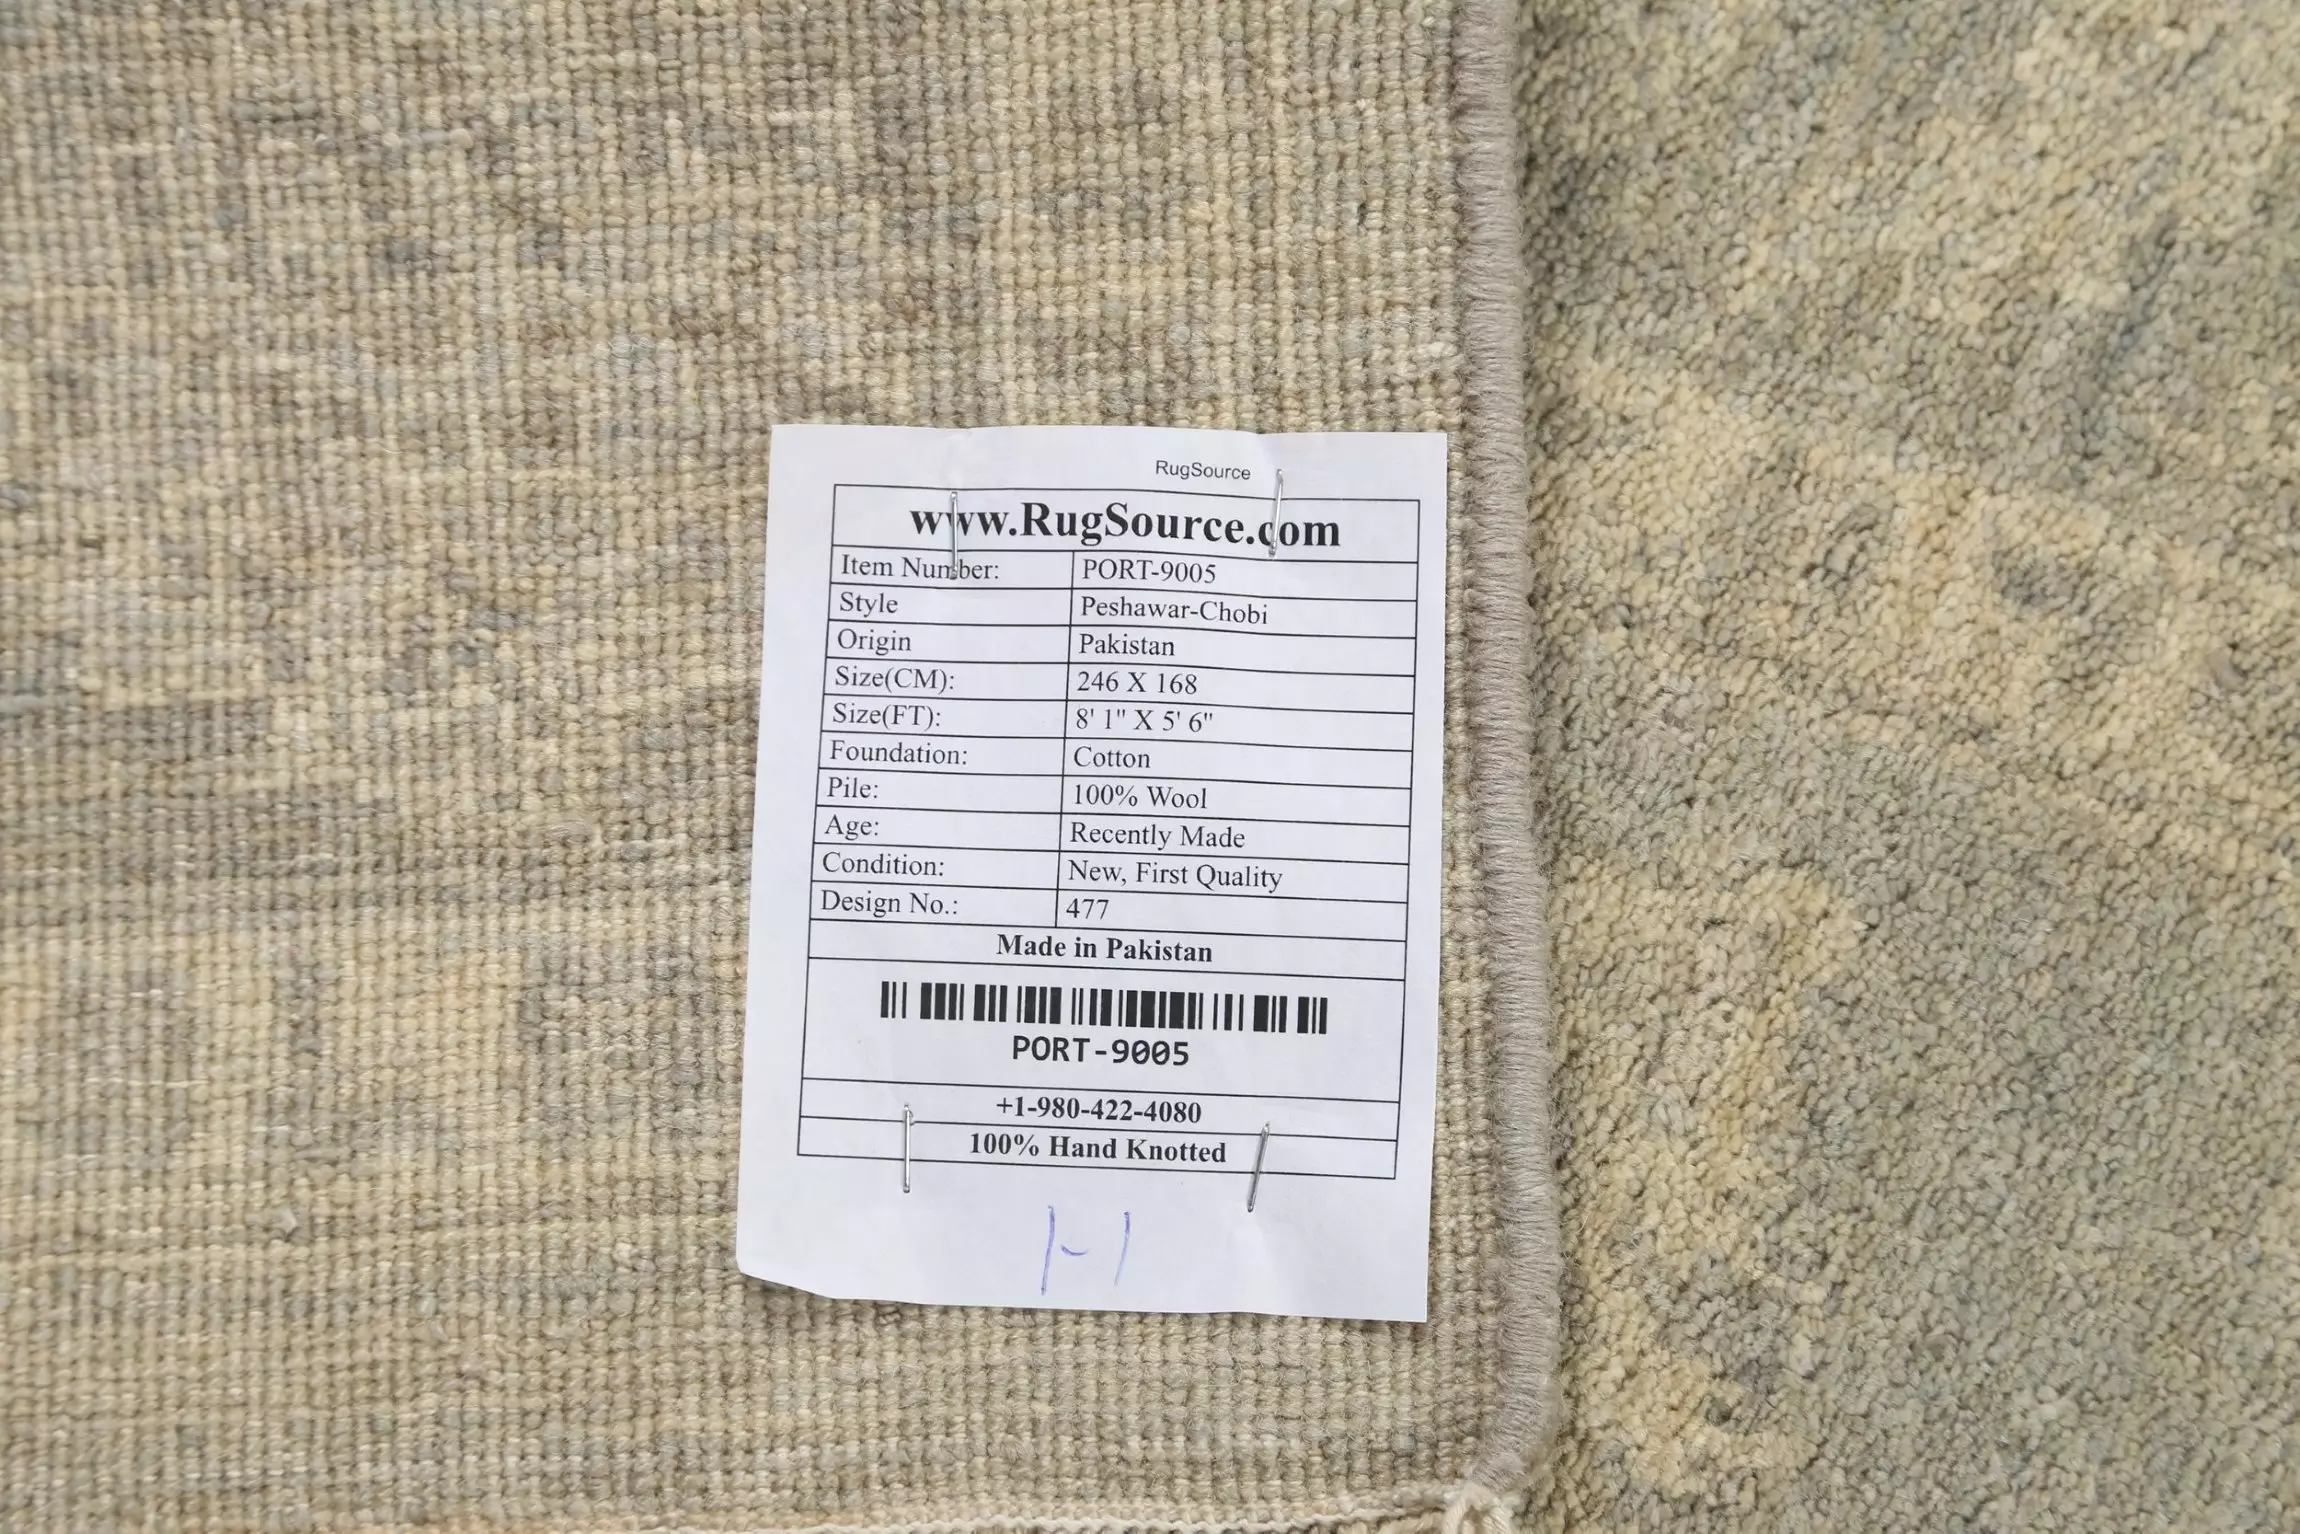 RugSource
www.RugSource.com
Item Number: PORT-9005
Style Peshawar-Chobi
Origin Pakistan
Size(CM): 246 X 168
Size(FT): 8' 1" X 5' 6"
Foundation: Cotton
Pile: 100% Wool
Age: Recently Made
Condition: New, First Quality
Design No.: 477
Made in Pakistan
PORT-9005
+1-980-422-4080
100% Hand Knotted